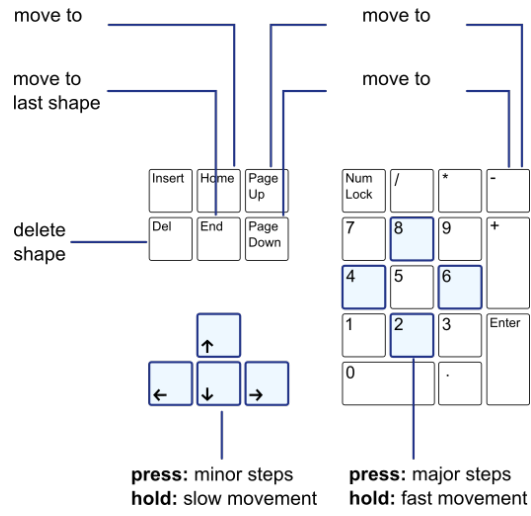 move to
move to
move to
last shape
move to
Insert
Home
Page
Up
Num
Lock
/
*
-
delete
shape
Del
End
Page
Down
7
8
9
+
4
5
6
1
2
3
Enter
0
.
↑
←
↓
→
press: minor steps
hold: slow movement
press: major steps
hold: fast movement